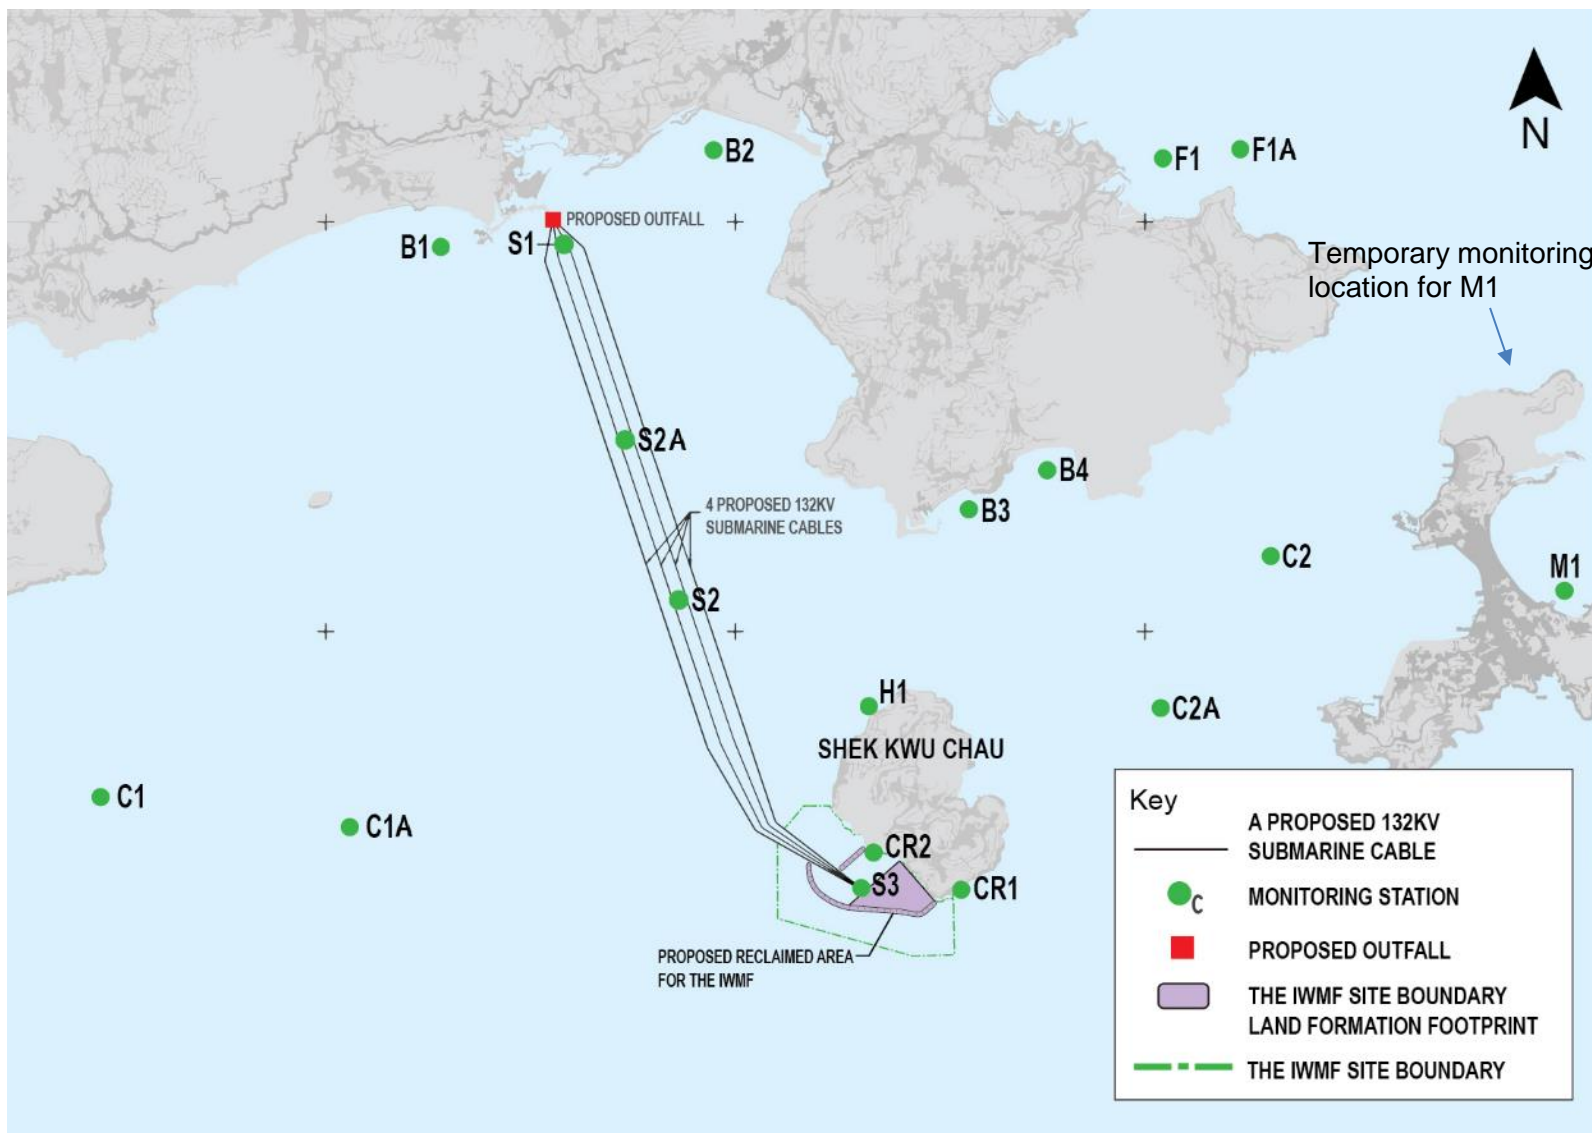 N
B2
F1
F1A
PROPOSED OUTFALL
B1
S1
Temporary monitoring
location for M1
S2A
B4
4 PROPOSED 132KV
SUBMARINE CABLES
B3
C2
M1
S2
H1
C2A
SHEK KWU CHAU
C1
C1A
CR2
S3
CR1
PROPOSED RECLAIMED AREA
FOR THE IWMF
Key
A PROPOSED 132KV
SUBMARINE CABLE
C
MONITORING STATION
PROPOSED OUTFALL
THE IWMF SITE BOUNDARY
LAND FORMATION FOOTPRINT
THE IWMF SITE BOUNDARY